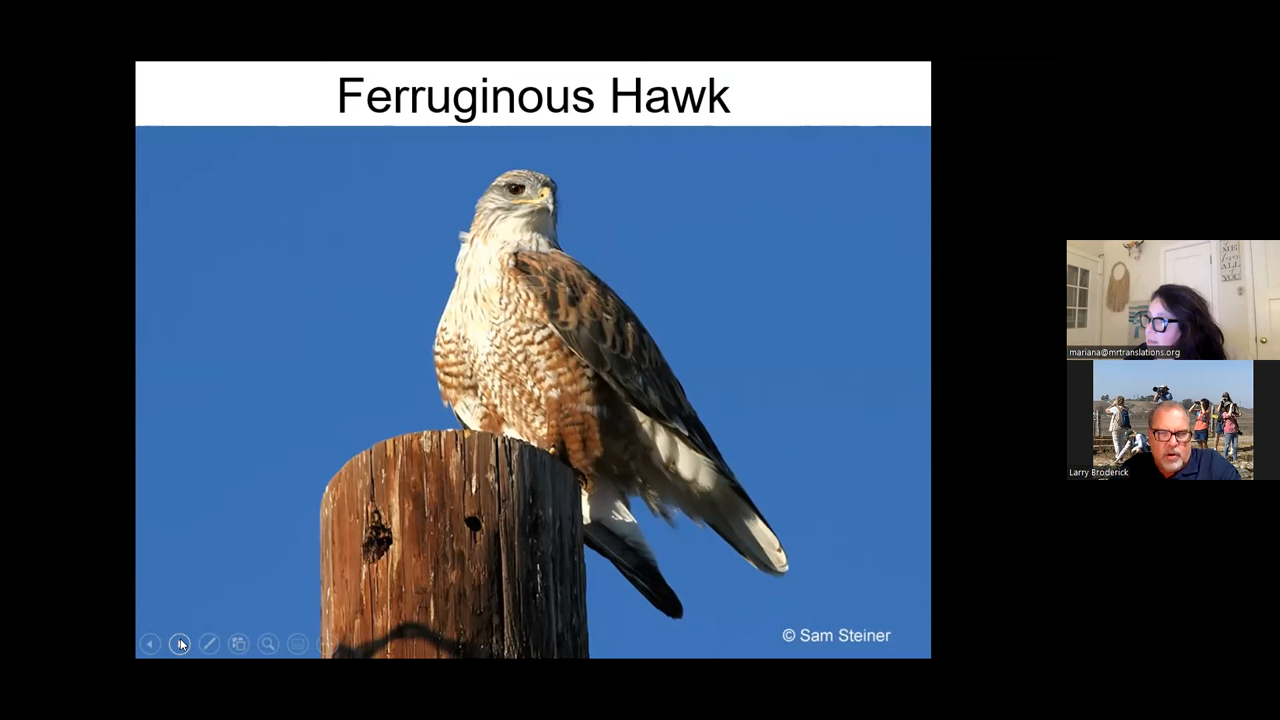 Ferruginous Hawk
© Sam Steiner
mariana@mrtranslations.org
Larry Broderick